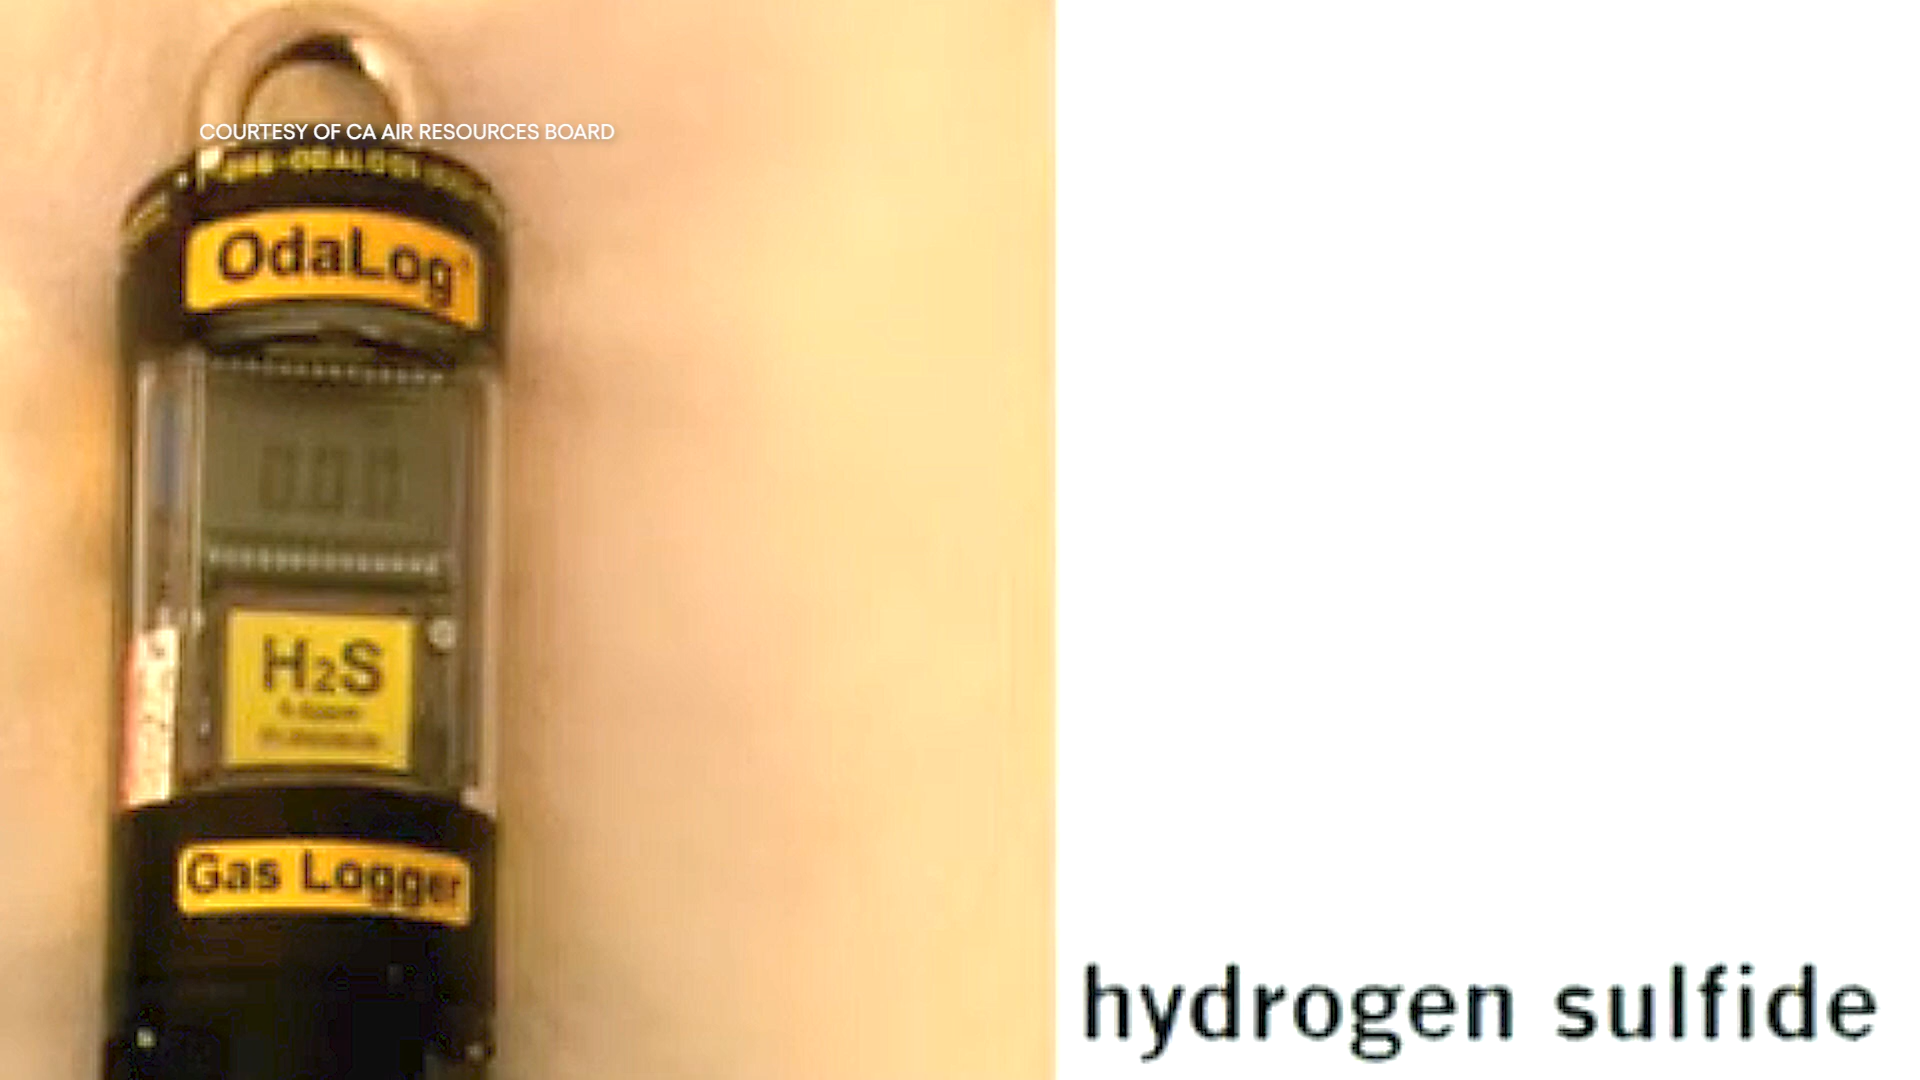 COURTESY OF CA AIR RESOURCES BOARD
OdaLog
H2S
Gas Logger
hydrogen sulfide